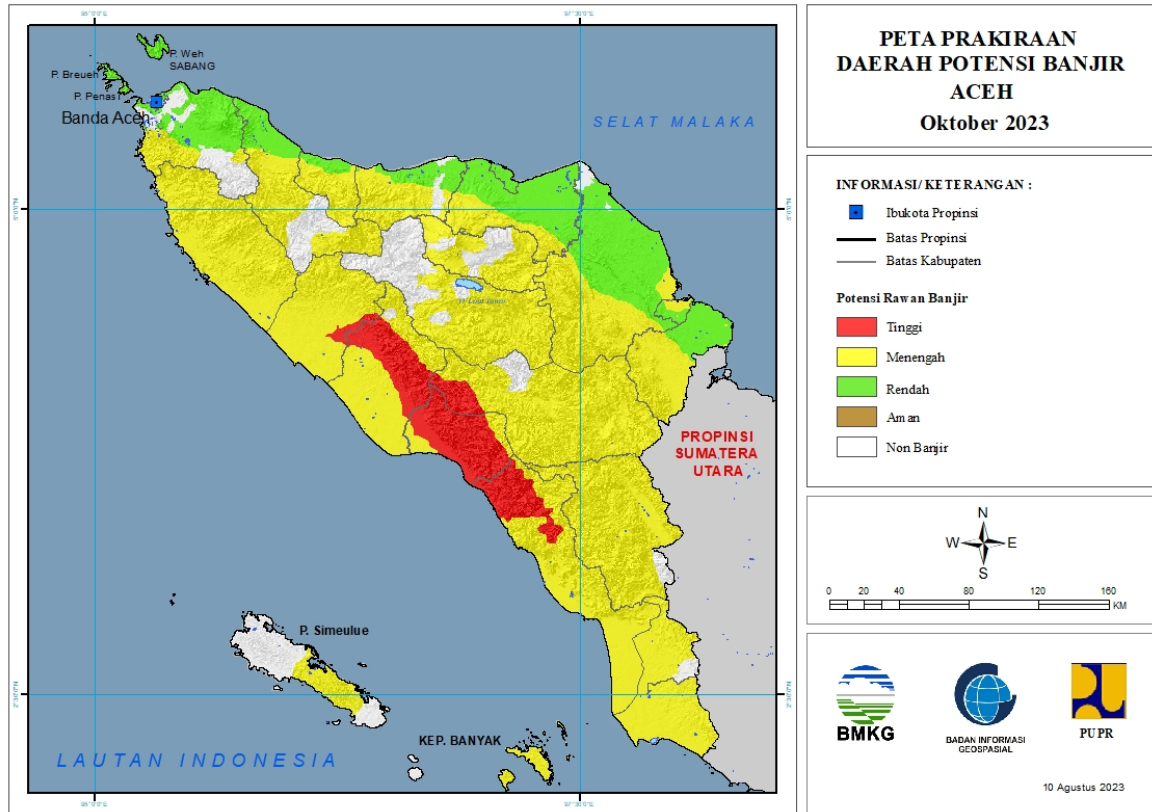 PETA PRAKIRAAN
DAERAH POTENSI BANJIR
ACEH
Oktober 2023
INFORMASI/KETERANGAN :
Ibukota Propinsi
Batas Propinsi
Batas Kabupaten
Potensi Rawan Banjir
Tinggi
Menengah
Rendah
Aman
Non Banjir
N
W E
S
0 20 40 80 120 160
KM
BMKG
BADAN INFORMASI
GEOSPASIAL
PUPR
10 Agustus 2023
P. Weh
SABANG
P. Breueh
P. Penasi
Banda Aceh
SELAT MALAKA
PROPINSI
SUMATERA
UTARA
P. Simeulue
KEP. BANYAK
LAUTAN INDONESIA